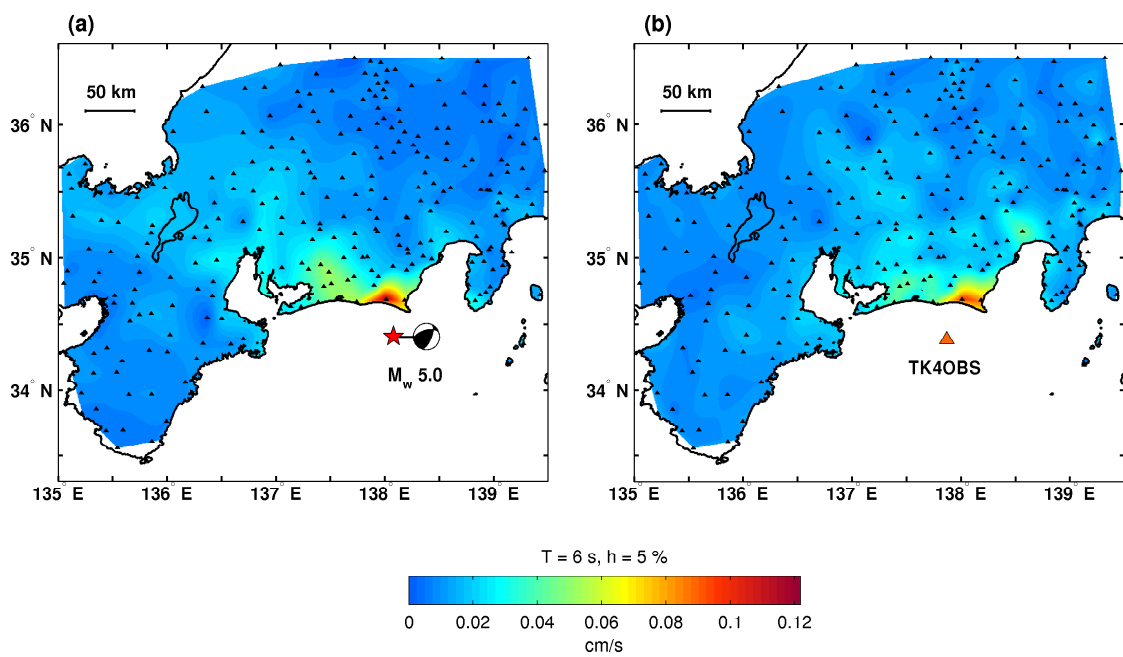 (a)
(b)
50 km
50 km
36° N
36° N
35° N
35° N
34° N
34° N
M_w 5.0
TK4OBS
135° E 136° E 137° E 138° E 139° E
135° E 136° E 137° E 138° E 139° E
T = 6 s, h = 5 %
0 0.02 0.04 0.06 0.08 0.1 0.12
cm/s